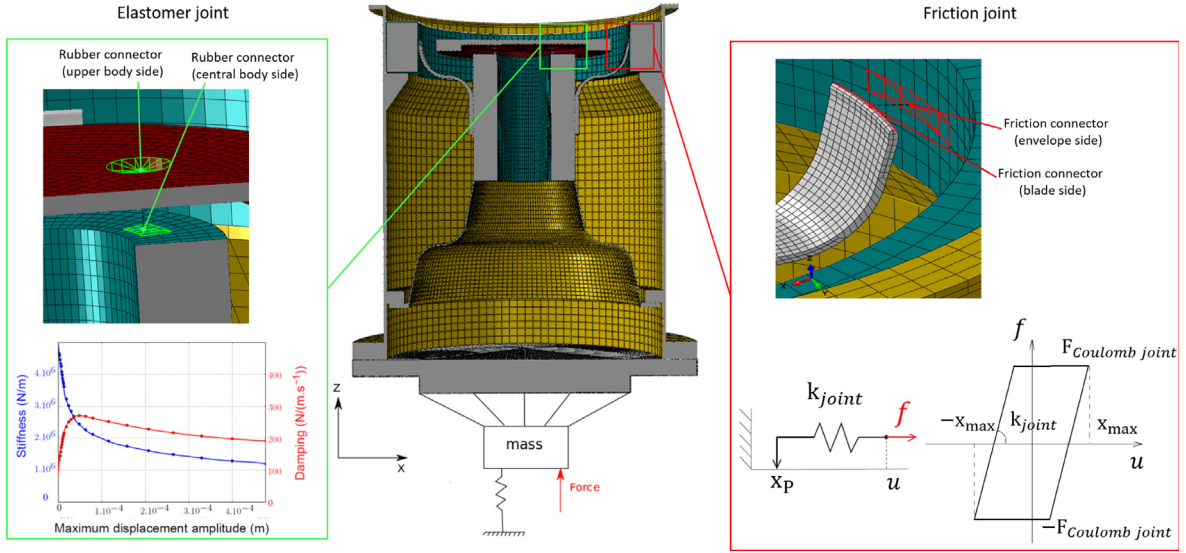 Elastomer joint
Friction joint
Rubber connector
(upper body side)
Rubber connector
(central body side)
Friction connector
(envelope side)
Friction connector
(blade side)
z
x
Y
Stiffness (N/m)
4.10⁶
3.10⁶
2.10⁶
1.10⁶
0
Damping (N/(m.s⁻¹))
400
300
200
100
0
0
1.10⁻⁴
2.10⁻⁴
3.10⁻⁴
4.10⁻⁴
Maximum displacement amplitude (m)
z
x
mass
Force
k_joint
f
x_P
u
f
F_Coulomb joint
−x_max
k_joint
x_max
u
−F_Coulomb joint